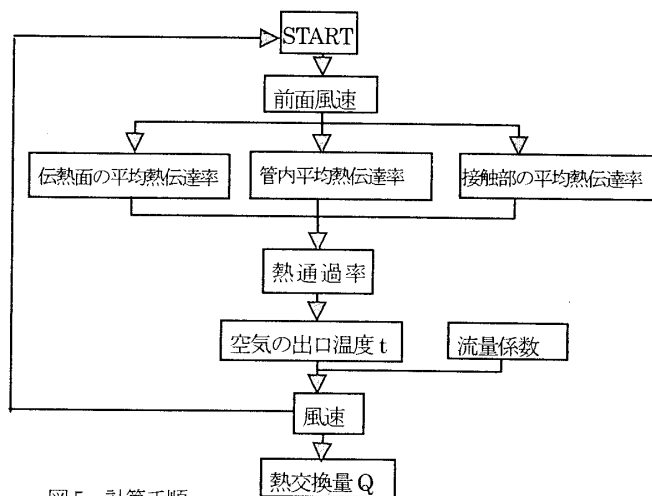 START
前面風速
伝熱面の平均熱伝達率
管内平均熱伝達率
接触部の平均熱伝達率
熱通過率
空気の出口温度 t
流量係数
風速
熱交換量 Q
図5 計算手順